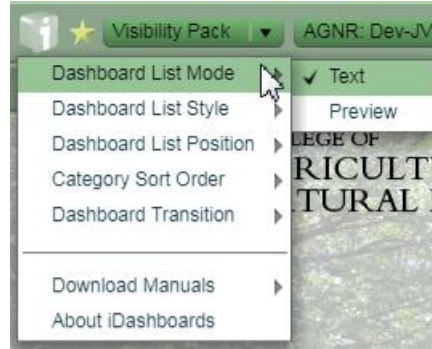 Visibility Pack AGNR: Dev-JV
Dashboard List Mode Text
Dashboard List Style Preview
Dashboard List Position LEGE OF
Category Sort Order RICULT
Dashboard Transition TURAL
Download Manuals
About iDashboards